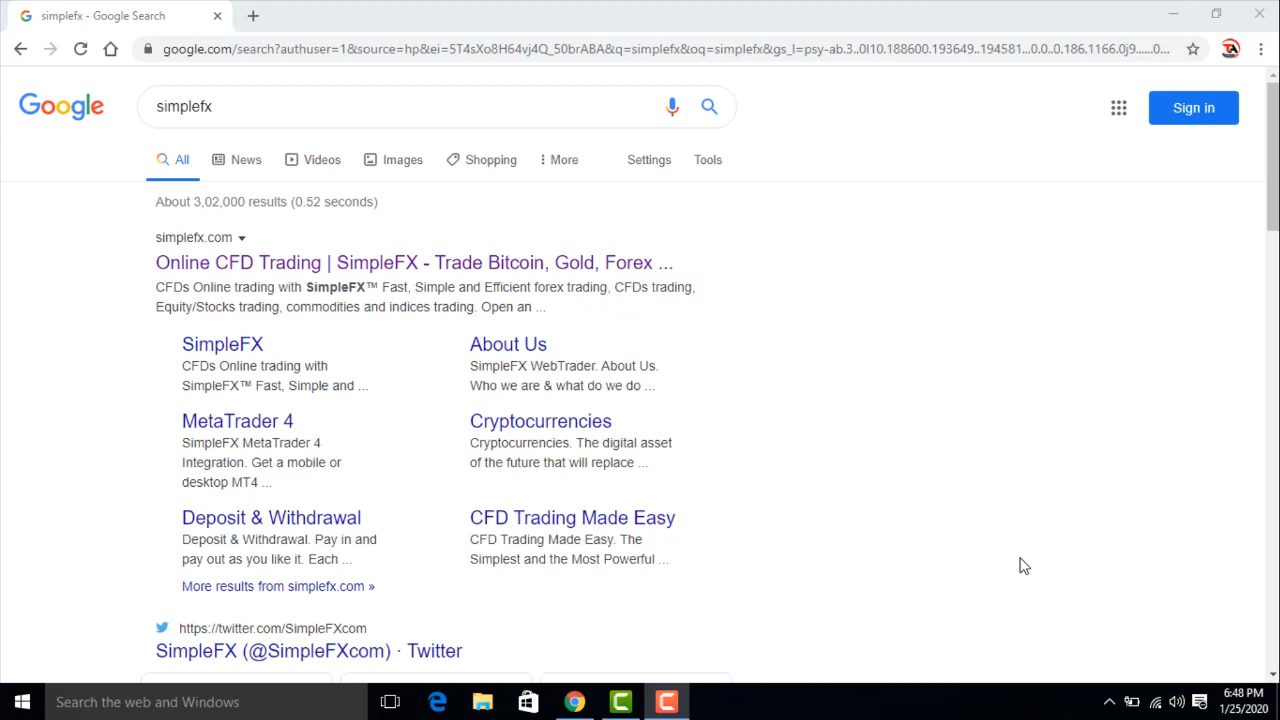 simplefx - Google Search
google.com/search?authuser=1&source=hp&ei=5T4sXo8H64vj4Q_50brABA&q=simplefx&oq=simplefx&gs_l=psy-ab.3..0l10.188600.193649..194581...0.0..0.186.1166.0j9......0...
Google
simplefx
Sign in
All News Videos Images Shopping More Settings Tools
About 3,02,000 results (0.52 seconds)
simplefx.com
Online CFD Trading | SimpleFX - Trade Bitcoin, Gold, Forex ...
CFDs Online trading with SimpleFX™ Fast, Simple and Efficient forex trading, CFDs trading,
Equity/Stocks trading, commodities and indices trading. Open an ...
SimpleFX
CFDs Online trading with
SimpleFX™ Fast, Simple and ...
About Us
SimpleFX WebTrader. About Us.
Who we are & what do we do ...
MetaTrader 4
SimpleFX MetaTrader 4
Integration. Get a mobile or
desktop MT4 ...
Cryptocurrencies
Cryptocurrencies. The digital asset
of the future that will replace ...
Deposit & Withdrawal
Deposit & Withdrawal. Pay in and
pay out as you like it. Each ...
CFD Trading Made Easy
CFD Trading Made Easy. The
Simplest and the Most Powerful ...
More results from simplefx.com »
https://twitter.com/SimpleFXcom
SimpleFX (@SimpleFXcom) · Twitter
Search the web and Windows
6:48 PM
1/25/2020